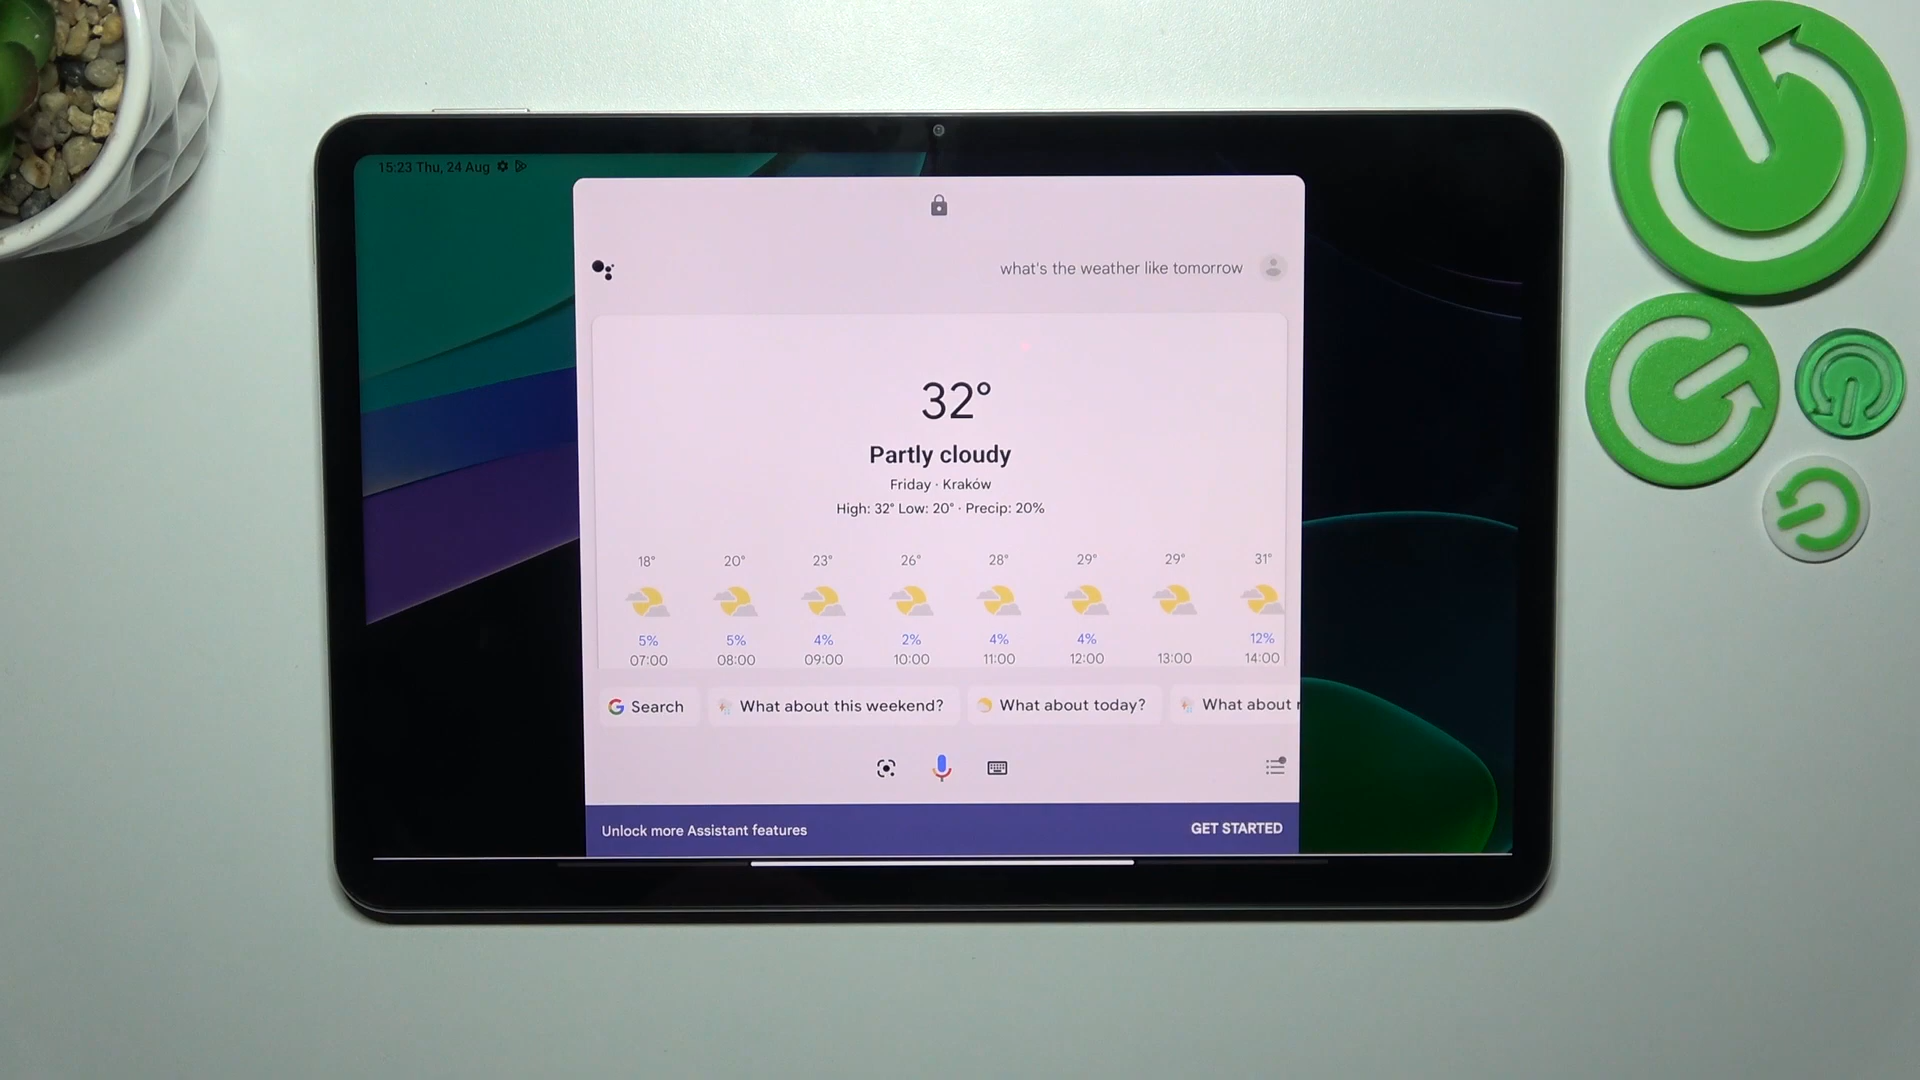 15:23 Thu, 24 Aug
what's the weather like tomorrow
32°
Partly cloudy
Friday · Kraków
High: 32° Low: 20° · Precip: 20%
18° 20° 23° 26° 28° 29° 29° 31°
5% 5% 4% 2% 4% 4% 12%
07:00 08:00 09:00 10:00 11:00 12:00 13:00 14:00
Search What about this weekend? What about today? What about
Unlock more Assistant features GET STARTED